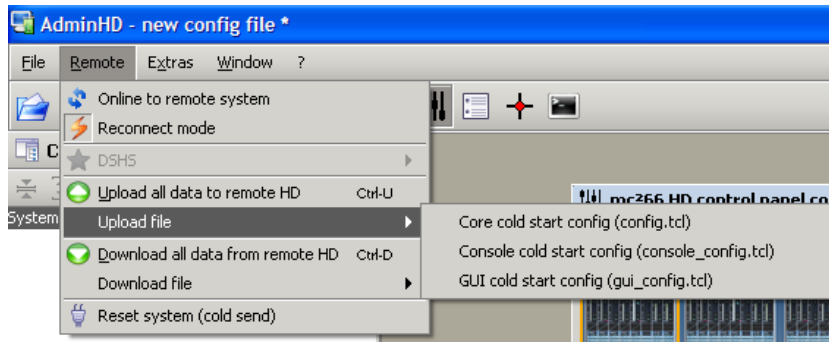 AdminHD - new config file *
File Remote Extras Window ?
Online to remote system
Reconnect mode
C
DSHS
Upload all data to remote HD Ctrl-U
mc²66 HD control panel co
System
Upload file
Core cold start config (config.tcl)
Download all data from remote HD Ctrl-D
Console cold start config (console_config.tcl)
Download file
GUI cold start config (gui_config.tcl)
Reset system (cold send)